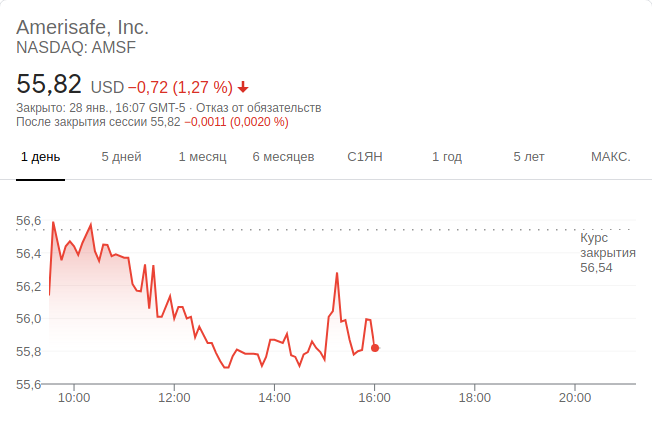 Amerisafe, Inc.
NASDAQ: AMSF
55,82 USD −0,72 (1,27 %)
Закрыто: 28 янв., 16:07 GMT-5 · Отказ от обязательств
После закрытия сессии 55,82 −0,0011 (0,0020 %)
1 день 5 дней 1 месяц 6 месяцев С1ЯН 1 год 5 лет МАКС.
56,6
Курс
закрытия
56,54
56,4
56,2
56,0
55,8
55,6
10:00 12:00 14:00 16:00 18:00 20:00